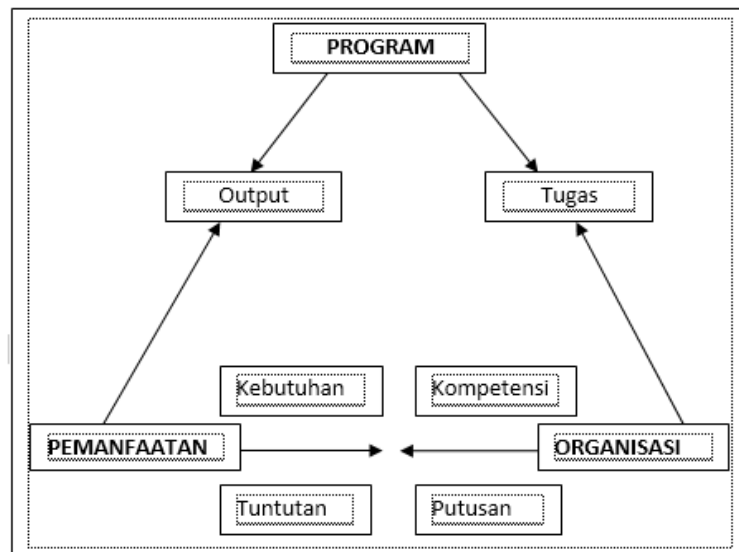 PROGRAM
Output
Tugas
Kebutuhan
Kompetensi
PEMANFAATAN
ORGANISASI
Tuntutan
Putusan